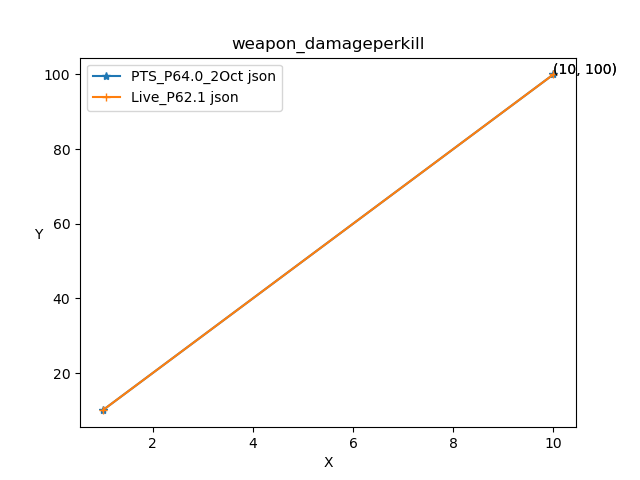 weapon_damageperkill
PTS_P64.0_2Oct json
Live_P62.1 json
(10, 100)
100
80
60
40
20
Y
2 4 6 8 10
X